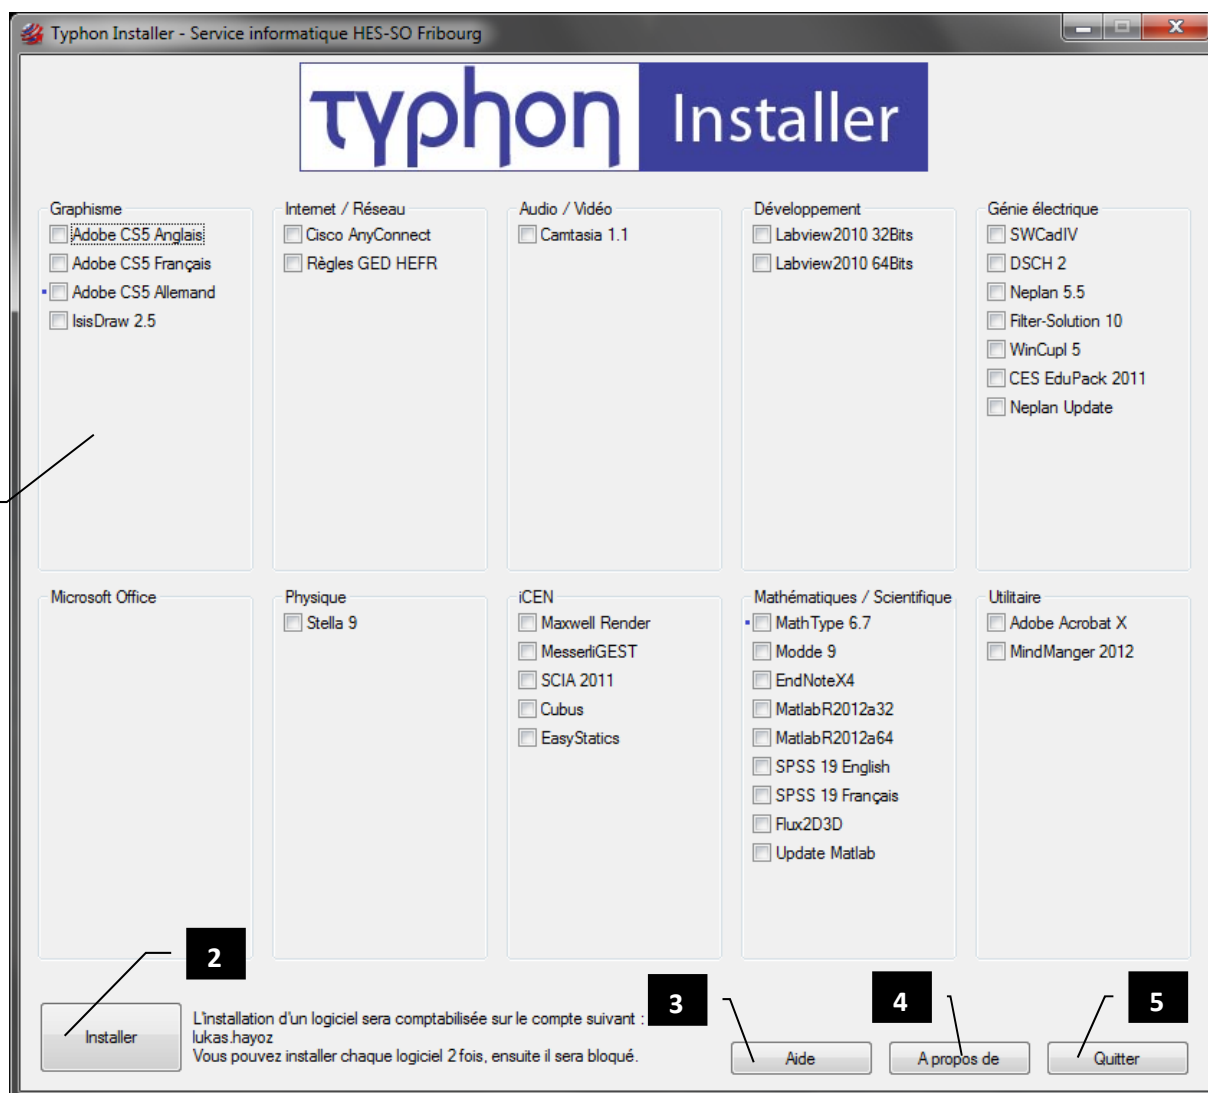 Typhon Installer - Service informatique HES-SO Fribourg
Typhon Installer
Graphisme
Adobe CS5 Anglais
Adobe CS5 Français
Adobe CS5 Allemand
IsisDraw 2.5
Internet / Réseau
Cisco AnyConnect
Règles GED HEFR
Audio / Vidéo
Camtasia 1.1
Développement
Labview2010 32Bits
Labview2010 64Bits
Génie électrique
SWCadIV
DSCH 2
Neplan 5.5
Filter-Solution 10
WinCupl 5
CES EduPack 2011
Neplan Update
Microsoft Office
Physique
Stella 9
iCEN
Maxwell Render
MesserliGEST
SCIA 2011
Cubus
EasyStatics
Mathématiques / Scientifique
MathType 6.7
Modde 9
EndNoteX4
MatlabR2012a32
MatlabR2012a64
SPSS 19 English
SPSS 19 Français
Flux2D3D
Update Matlab
Utilitaire
Adobe Acrobat X
MindManger 2012
2
3
4
5
Installer
L'installation d'un logiciel sera comptabilisée sur le compte suivant :
lukas.hayoz
Vous pouvez installer chaque logiciel 2 fois, ensuite il sera bloqué.
Aide
A propos de
Quitter